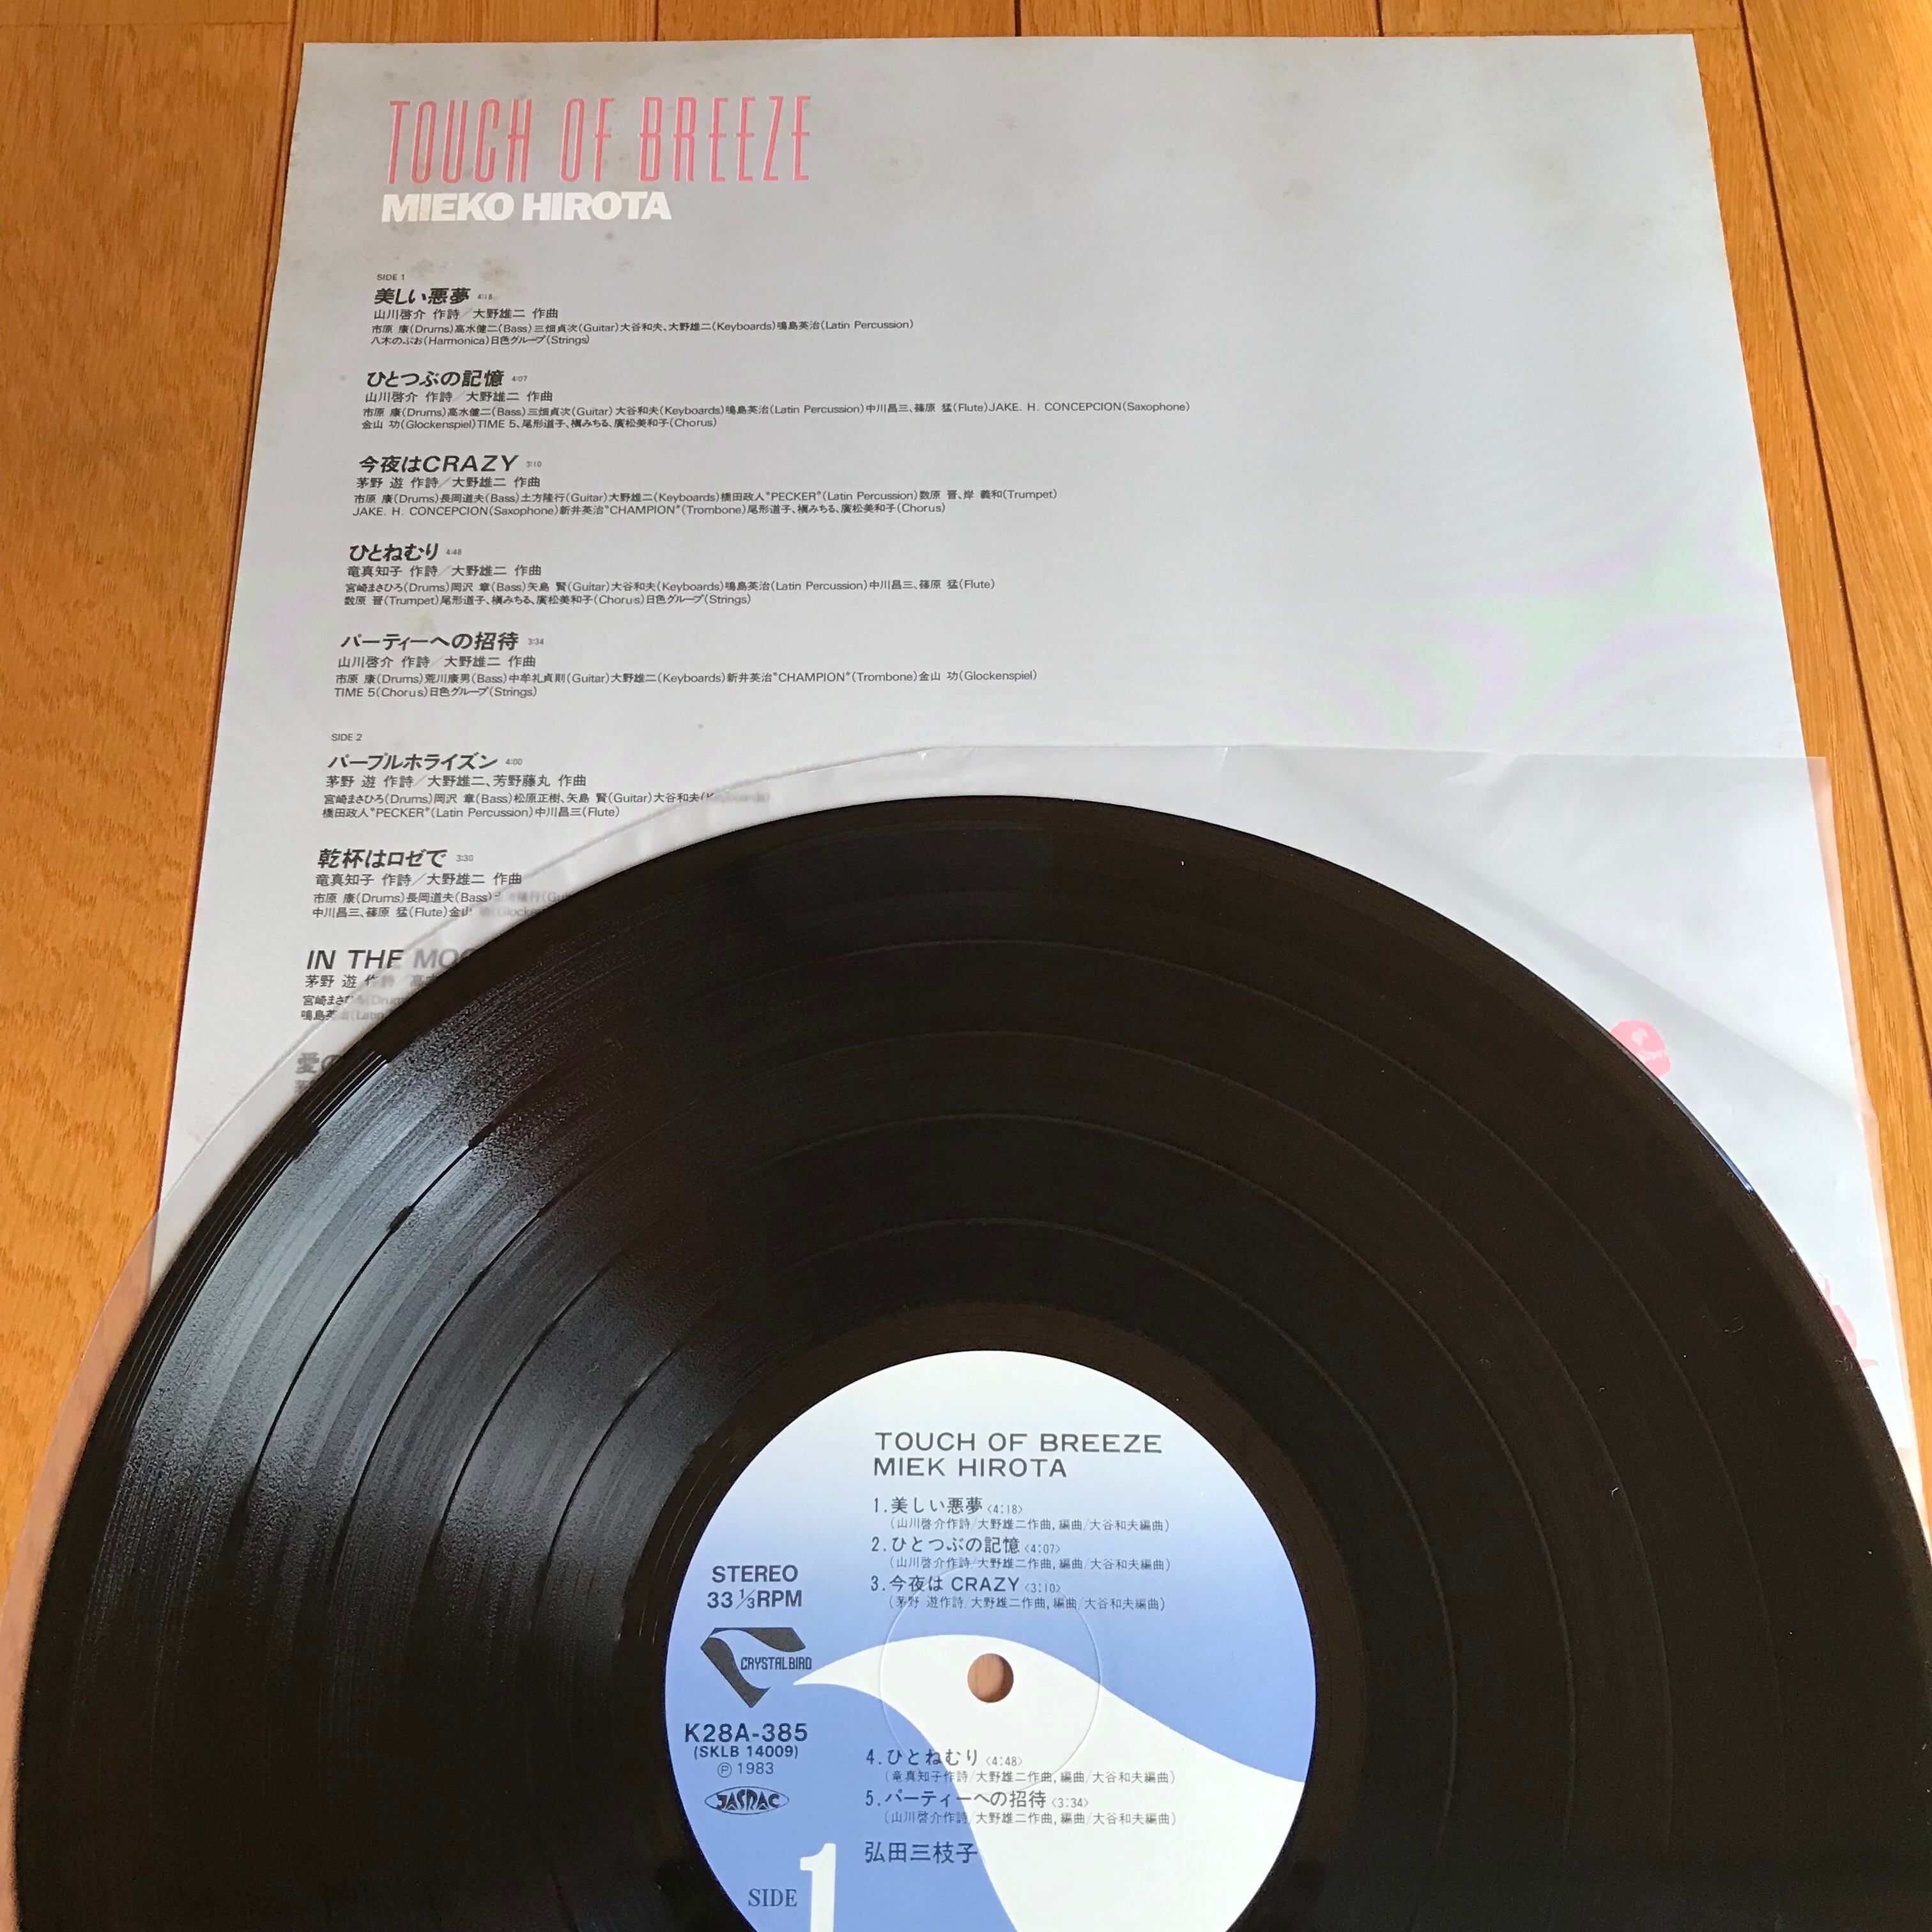 TOUCH OF BREEZE
MIEKO HIROTA
SIDE 1
美しい悪夢 4:18
山川啓介 作詩/大野雄二 作曲
市原 康(Drums)高水健二(Bass)三畑貞次(Guitar)大谷和夫、大野雄二(Keyboards)鳴島英治(Latin Percussion)
八木のぶお(Harmonica)日色グループ(Strings)
ひとつぶの記憶 4:07
山川啓介 作詩/大野雄二 作曲
市原 康(Drums)高水健二(Bass)三畑貞次(Guitar)大谷和夫(Keyboards)鳴島英治(Latin Percussion)中川昌三、篠原 猛(Flute)JAKE. H. CONCEPCION(Saxophone)
金山 功(Glockenspiel)TIME 5、尾形道子、槇みちる、廣松美和子(Chorus)
今夜はCRAZY 3:10
茅野 遊 作詩/大野雄二 作曲
市原 康(Drums)長岡道夫(Bass)土方隆行(Guitar)大野雄二(Keyboards)橋田政人"PECKER"(Latin Percussion)数原 晋、岸 義和(Trumpet)
JAKE. H. CONCEPCION(Saxophone)新井英治"CHAMPION"(Trombone)尾形道子、槇みちる、廣松美和子(Chorus)
ひとねむり 4:48
竜真知子 作詩/大野雄二 作曲
宮崎まさひろ(Drums)岡沢 章(Bass)矢島 賢(Guitar)大谷和夫(Keyboards)鳴島英治(Latin Percussion)中川昌三、篠原 猛(Flute)
数原 晋(Trumpet)尾形道子、槇みちる、廣松美和子(Chorus)日色グループ(Strings)
パーティーへの招待 3:34
山川啓介 作詩/大野雄二 作曲
市原 康(Drums)荒川康男(Bass)中牟礼貞則(Guitar)大野雄二(Keyboards)新井英治"CHAMPION"(Trombone)金山 功(Glockenspiel)
TIME 5(Chorus)日色グループ(Strings)
SIDE 2
パープルホライズン 4:00
茅野 遊 作詩/大野雄二、芳野藤丸 作曲
宮崎まさひろ(Drums)岡沢 章(Bass)松原正樹、矢島 賢(Guitar)大谷和夫(Keyboards)
橋田政人"PECKER"(Latin Percussion)中川昌三(Flute)
乾杯はロゼで 3:30
竜真知子 作詩/大野雄二 作曲
市原 康(Drums)長岡道夫(Bass)
中川昌三、篠原 猛(Flute)金山
IN THE
茅野 遊 作詩
宮崎まさひろ
鳴島英治
愛の
TOUCH OF BREEZE
MIEK HIROTA
1.美しい悪夢〈4:18〉
(山川啓介作詩/大野雄二作曲,編曲/大谷和夫編曲)
2.ひとつぶの記憶〈4:07〉
(山川啓介作詩/大野雄二作曲,編曲/大谷和夫編曲)
3.今夜は CRAZY〈3:10〉
(茅野 遊作詩/大野雄二作曲,編曲/大谷和夫編曲)
STEREO
33 1/3RPM
CRYSTAL BIRD
K28A-385
(SKLB 14009)
℗ 1983
JASRAC
4.ひとねむり〈4:48〉
(竜真知子作詩/大野雄二作曲,編曲/大谷和夫編曲)
5.パーティーへの招待〈3:34〉
(山川啓介作詩/大野雄二作曲,編曲/大谷和夫編曲)
弘田三枝子
SIDE 1